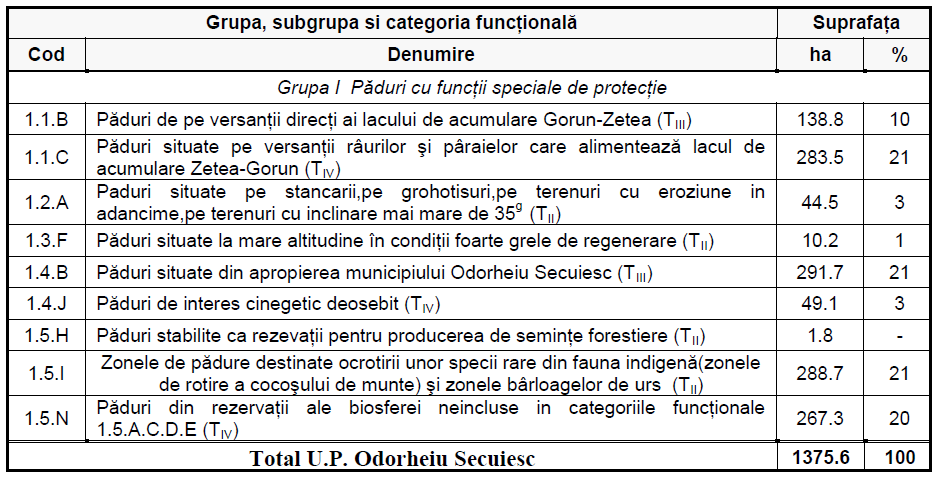 Grupa, subgrupa si categoria funcțională Suprafața
Cod Denumire ha %
Grupa I Păduri cu funcții speciale de protecție
1.1.B Păduri de pe versanții direcți ai lacului de acumulare Gorun-Zetea (TIII) 138.8 10
1.1.C Păduri situate pe versanții râurilor şi pâraielor care alimentează lacul de
acumulare Zetea-Gorun (TIV) 283.5 21
1.2.A Paduri situate pe stancarii,pe grohotisuri,pe terenuri cu eroziune in
adancime,pe terenuri cu inclinare mai mare de 35g (TII) 44.5 3
1.3.F Păduri situate la mare altitudine în condiții foarte grele de regenerare (TII) 10.2 1
1.4.B Păduri situate din apropierea municipiului Odorheiu Secuiesc (TIII) 291.7 21
1.4.J Păduri de interes cinegetic deosebit (TIV) 49.1 3
1.5.H Păduri stabilite ca rezevații pentru producerea de semințe forestiere (TII) 1.8 -
1.5.I Zonele de pădure destinate ocrotirii unor specii rare din fauna indigenă(zonele
de rotire a cocoşului de munte) şi zonele bârloagelor de urs (TII) 288.7 21
1.5.N Păduri din rezervații ale biosferei neincluse in categoriile funcționale
1.5.A.C.D.E (TIV) 267.3 20
Total U.P. Odorheiu Secuiesc 1375.6 100